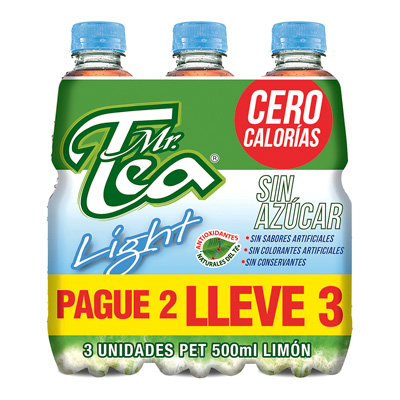 CERO
CALORÍAS
Mr.
Tea®
SIN
AZÚCAR
Light
ANTIOXIDANTES
NATURALES DEL TÉ
• SIN SABORES ARTIFICIALES
• SIN COLORANTES ARTIFICIALES
• SIN CONSERVANTES
PAGUE 2 LLEVE 3
3 UNIDADES PET 500ml LIMÓN